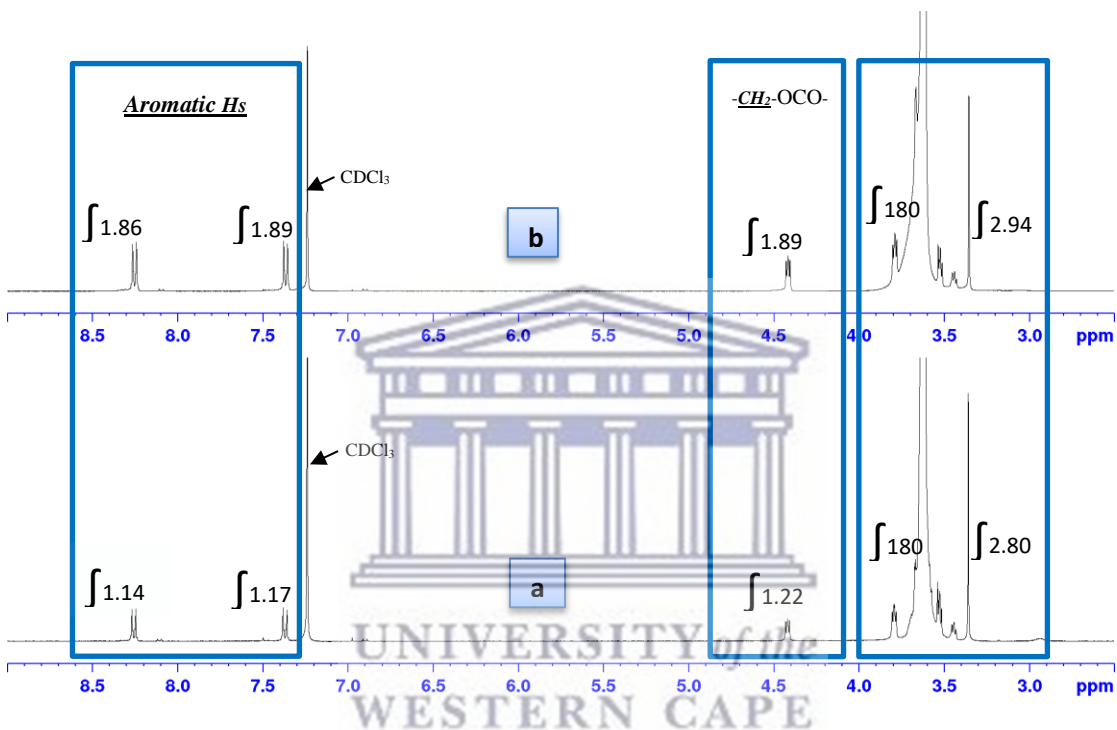 Aromatic Hs
-CH2-OCO-
CDCl3
∫1.86
∫1.89
b
∫1.89
∫180
∫2.94
8.5 8.0 7.5 7.0 6.5 6.0 5.5 5.0 4.5 4.0 3.5 3.0 ppm
CDCl3
∫1.14
∫1.17
a
∫1.22
∫180
∫2.80
UNIVERSITY of the
8.5 8.0 7.5 7.0 6.5 6.0 5.5 5.0 4.5 4.0 3.5 3.0 ppm
WESTERN CAPE